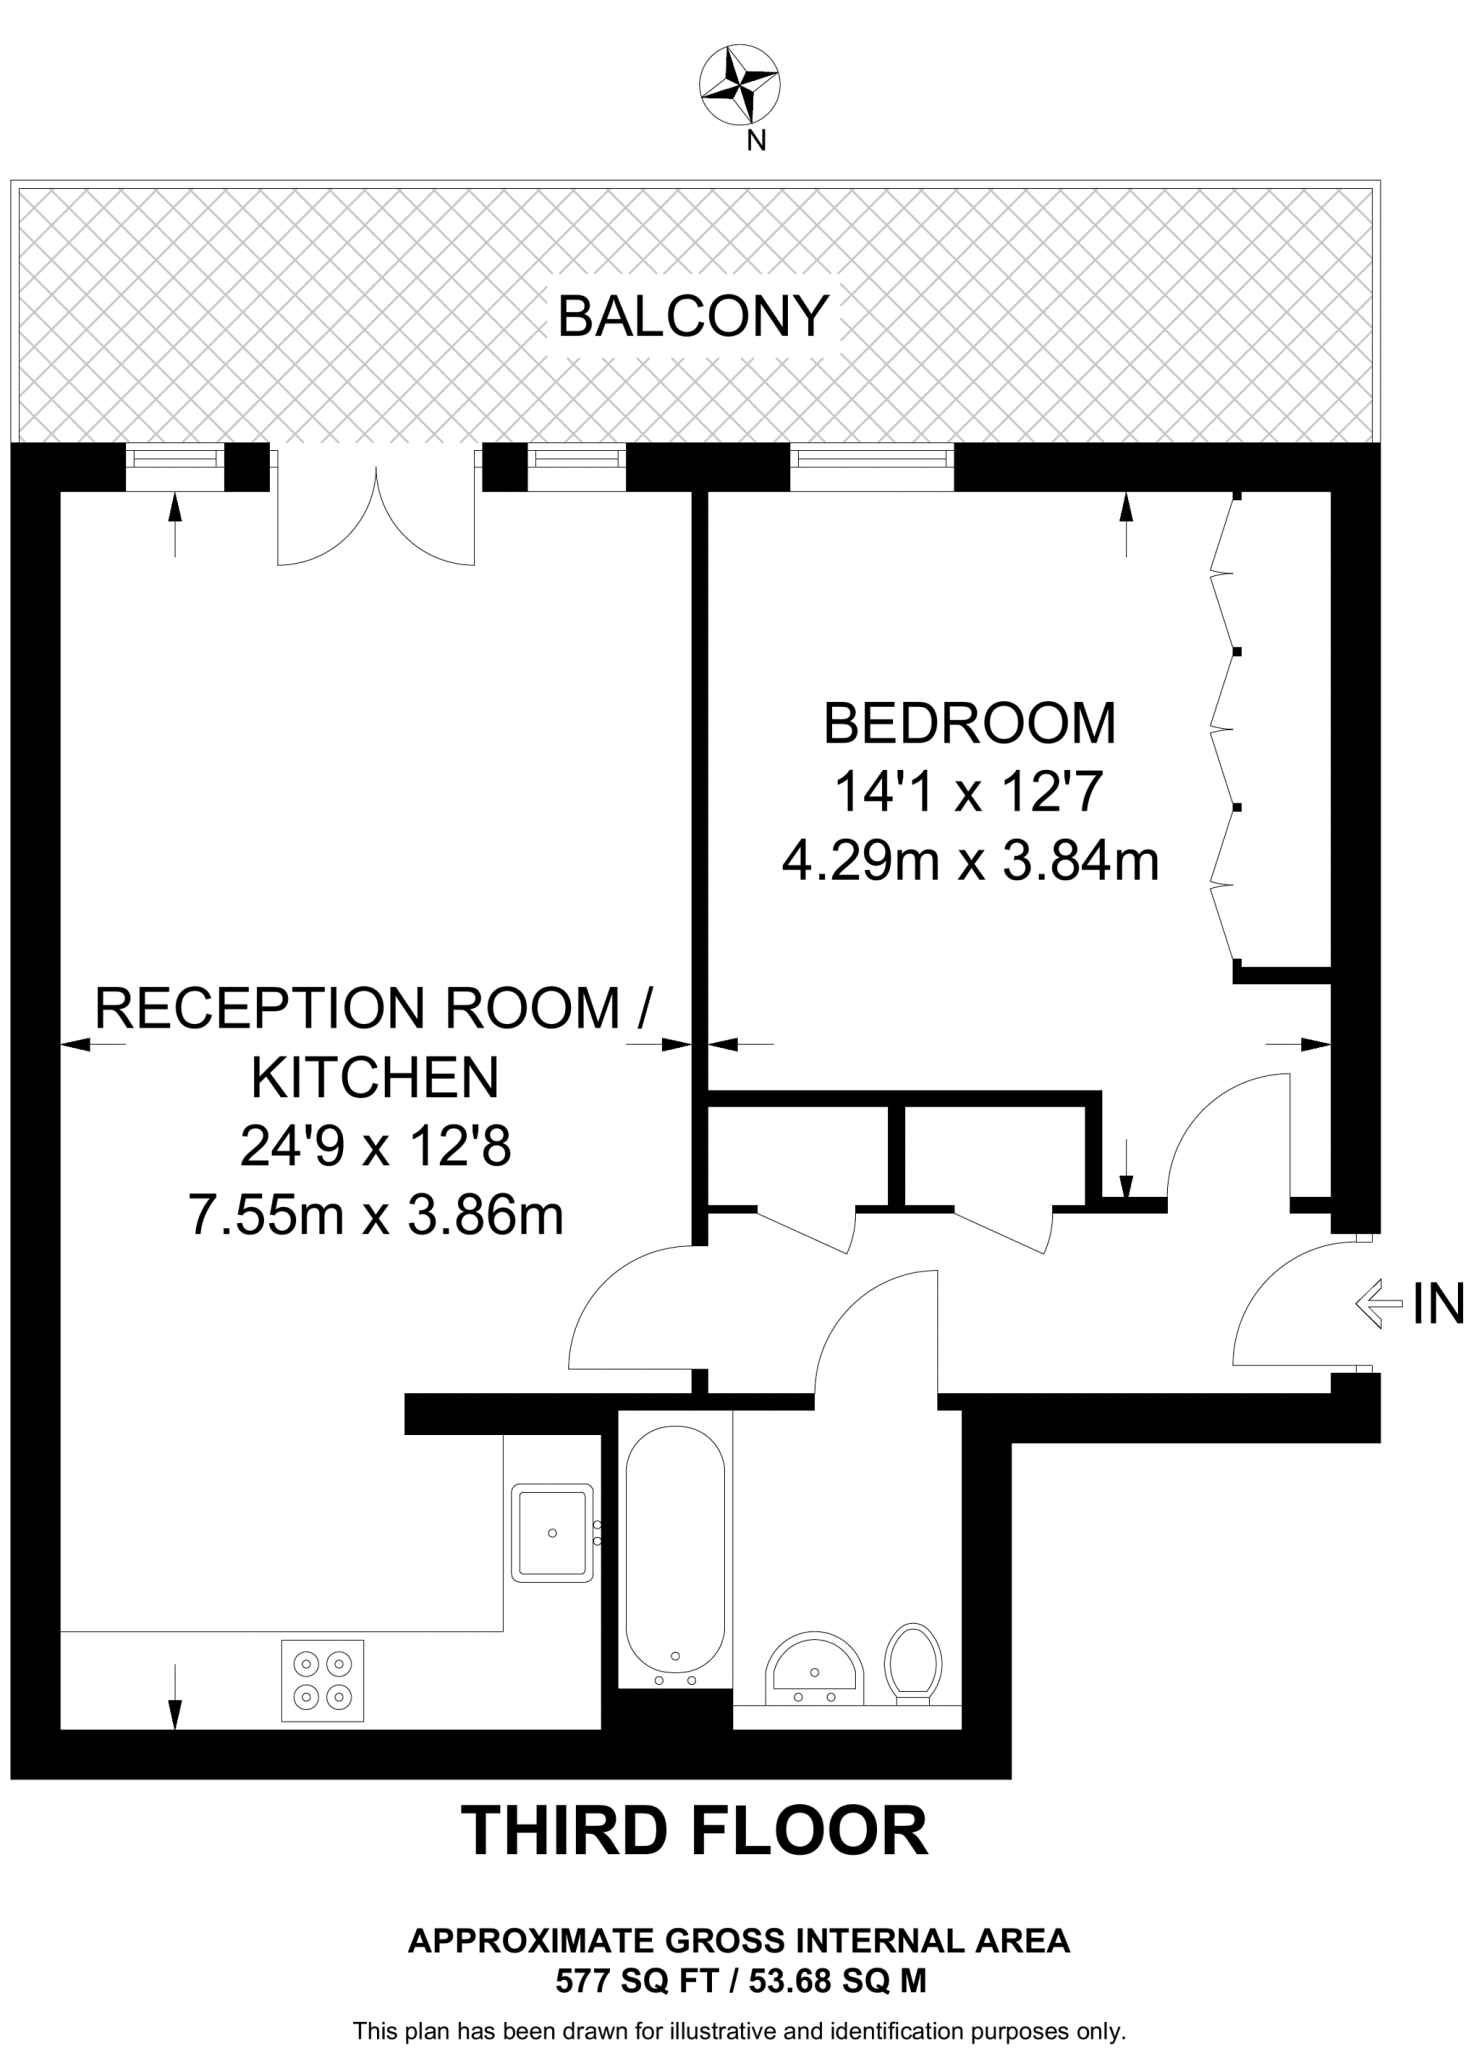 N
BALCONY
BEDROOM
14'1 x 12'7
4.29m x 3.84m
RECEPTION ROOM /
KITCHEN
24'9 x 12'8
7.55m x 3.86m
IN
THIRD FLOOR
APPROXIMATE GROSS INTERNAL AREA
577 SQ FT / 53.68 SQ M
This plan has been drawn for illustrative and identification purposes only.